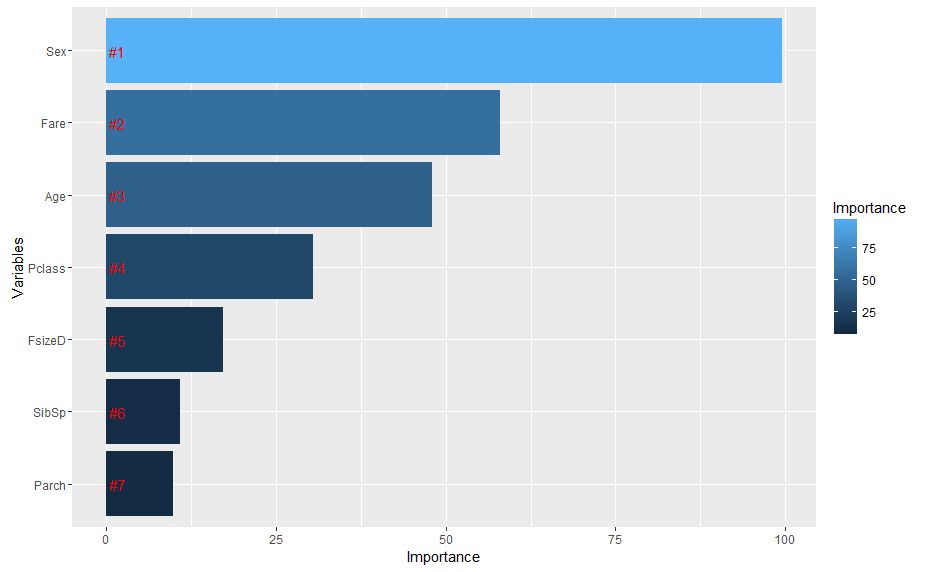 Variables
Sex
#1
Fare
#2
Age
#3
Pclass
#4
FsizeD
#5
SibSp
#6
Parch
#7
0 25 50 75 100
Importance
Importance
75
50
25